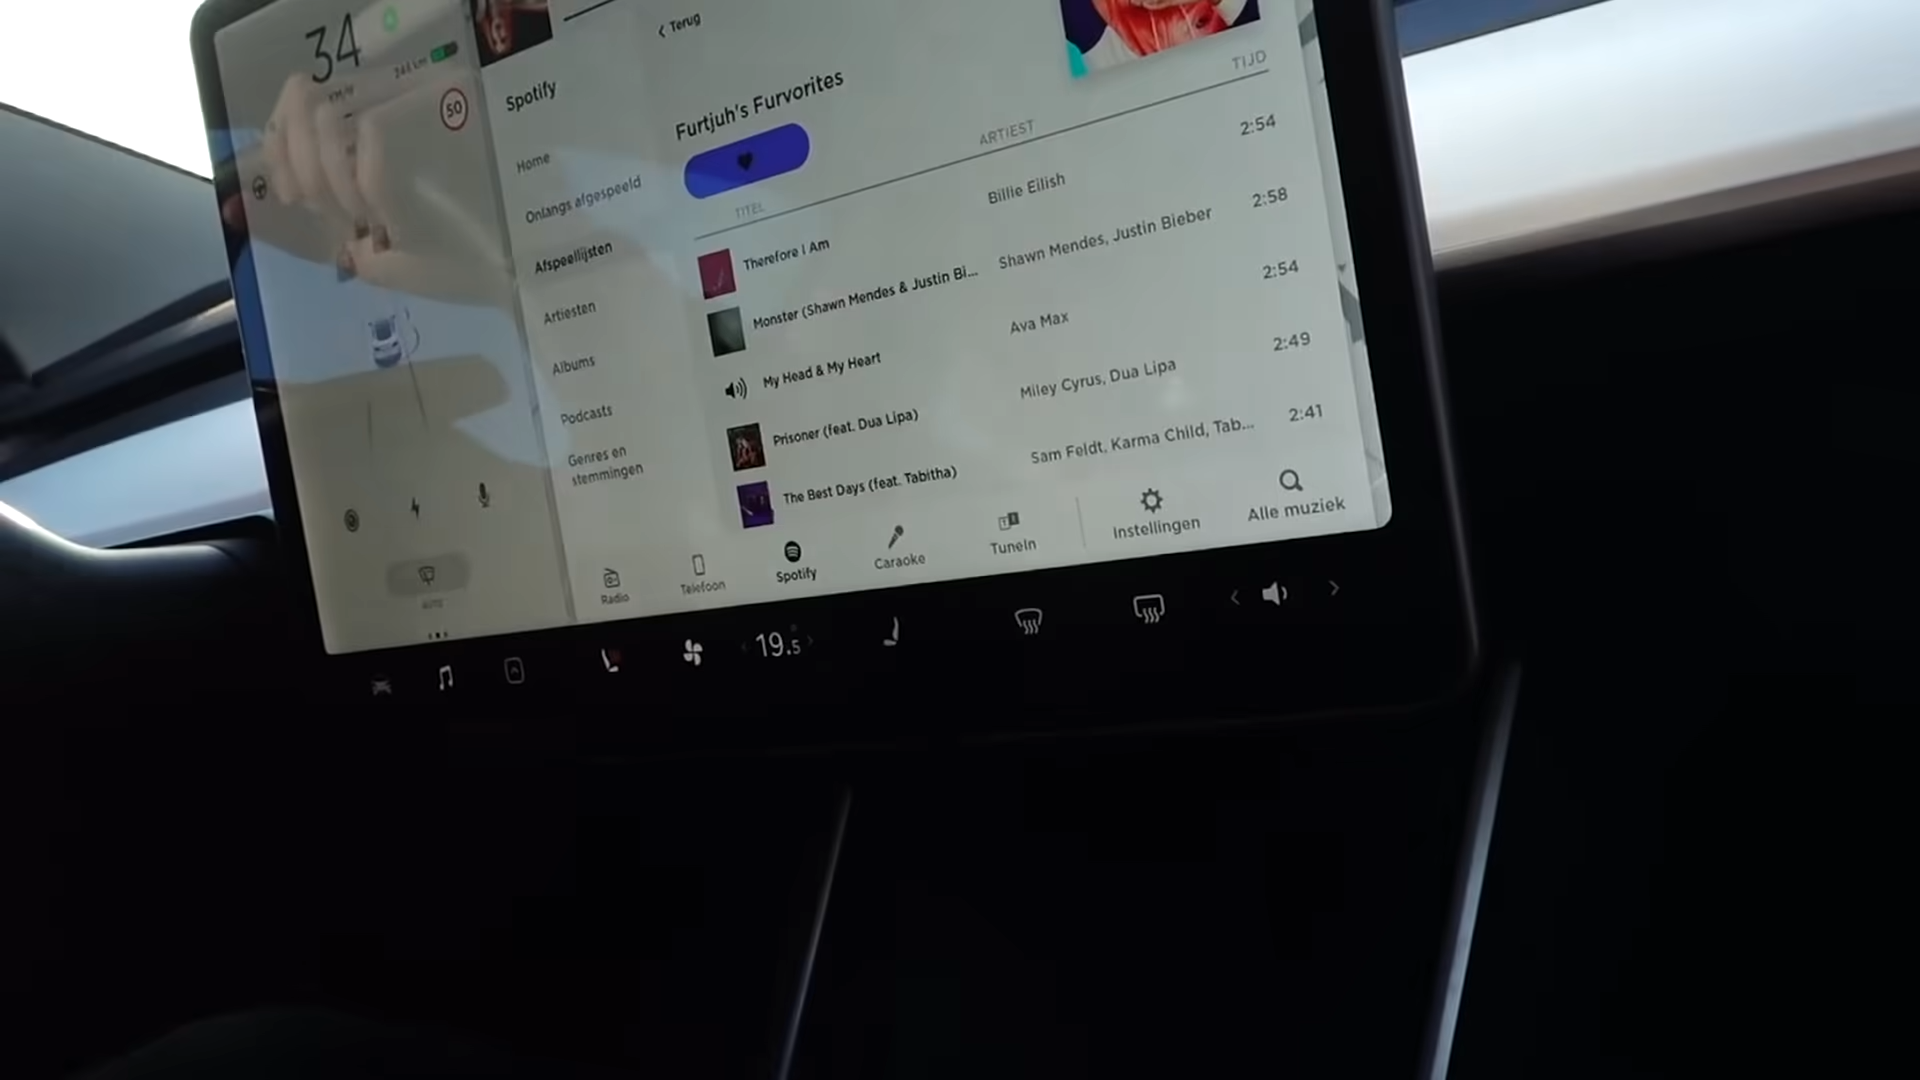 34
KM/U
346 km
50
Spotify
Home
Onlangs afgespeeld
Afspeellijsten
Artiesten
Albums
Podcasts
Genres en
stemmingen
Terug
Furtjuh's Furvorites
TITEL ARTIEST TIJD
Therefore I Am Billie Eilish 2:54
Monster (Shawn Mendes & Justin Bi... Shawn Mendes, Justin Bieber 2:58
My Head & My Heart Ava Max 2:54
Prisoner (feat. Dua Lipa) Miley Cyrus, Dua Lipa 2:49
The Best Days (feat. Tabitha) Sam Feldt, Karma Child, Tab... 2:41
AUTO
Radio Telefoon Spotify Caraoke TuneIn Instellingen Alle muziek
19.5